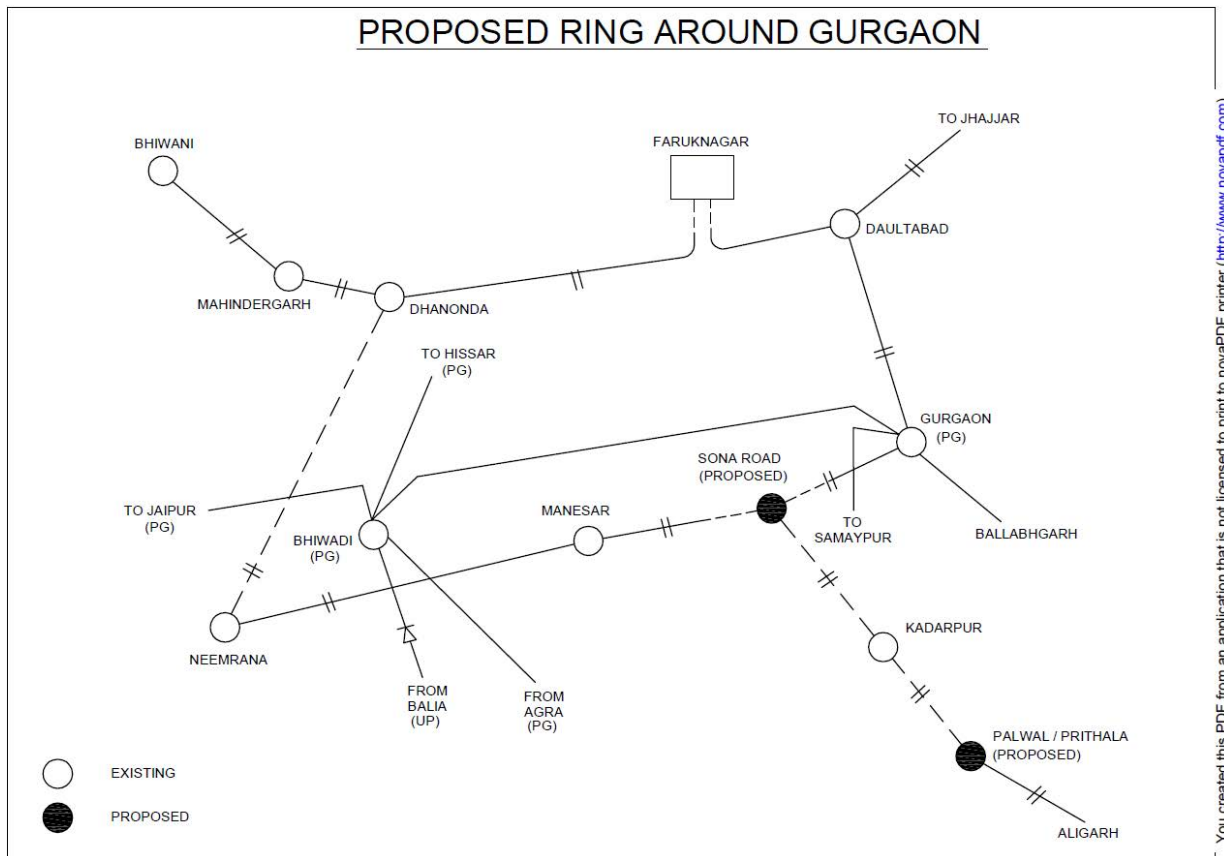 PROPOSED RING AROUND GURGAON
TO JHAJJAR
BHIWANI
FARUKNAGAR
DAULTABAD
MAHINDERGARH
DHANONDA
TO HISSAR
(PG)
GURGAON
(PG)
SONA ROAD
(PROPOSED)
TO JAIPUR
(PG)
MANESAR
BHIWADI
(PG)
TO
SAMAYPUR
BALLABHGARH
KADARPUR
NEEMRANA
FROM
BALIA
(UP)
FROM
AGRA
(PG)
PALWAL / PRITHALA
(PROPOSED)
ALIGARH
EXISTING
PROPOSED
You created this PDF from an application that is not licensed to print to novaPDF printer (http://www.novapdf.com)